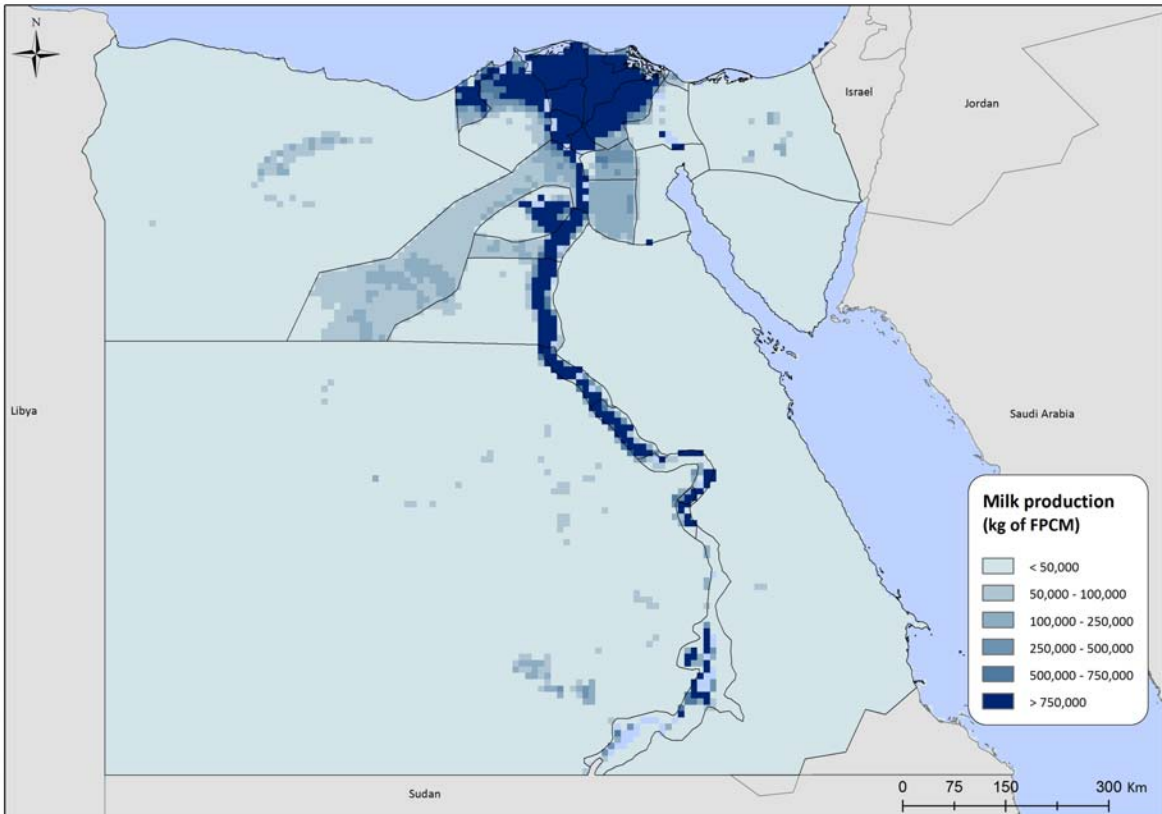 N
Israel
Jordan
Libya
Saudi Arabia
Milk production
(kg of FPCM)
< 50,000
50,000 - 100,000
100,000 - 250,000
250,000 - 500,000
500,000 - 750,000
> 750,000
Sudan
0 75 150 300 Km